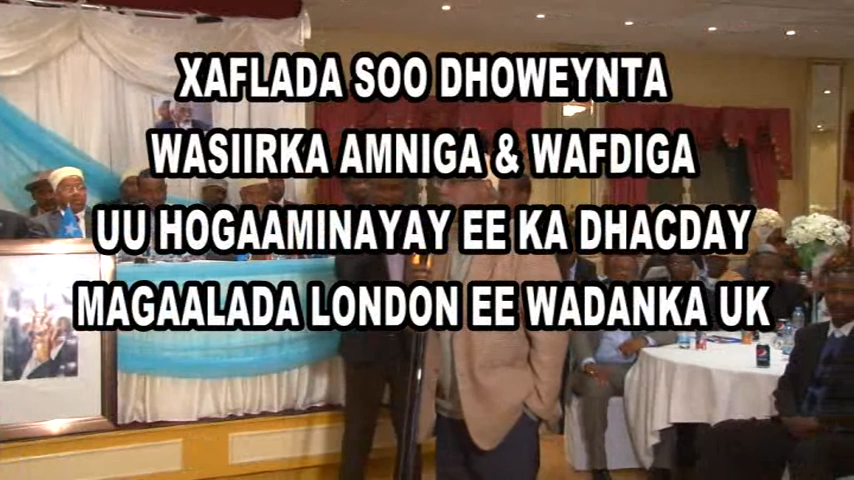 XAFLADA SOO DHOWEYNTA
WASIIRKA AMNIGA & WAFDIGA
UU HOGAAMINAYAY EE KA DHACDAY
MAGAALADA LONDON EE WADANKA UK